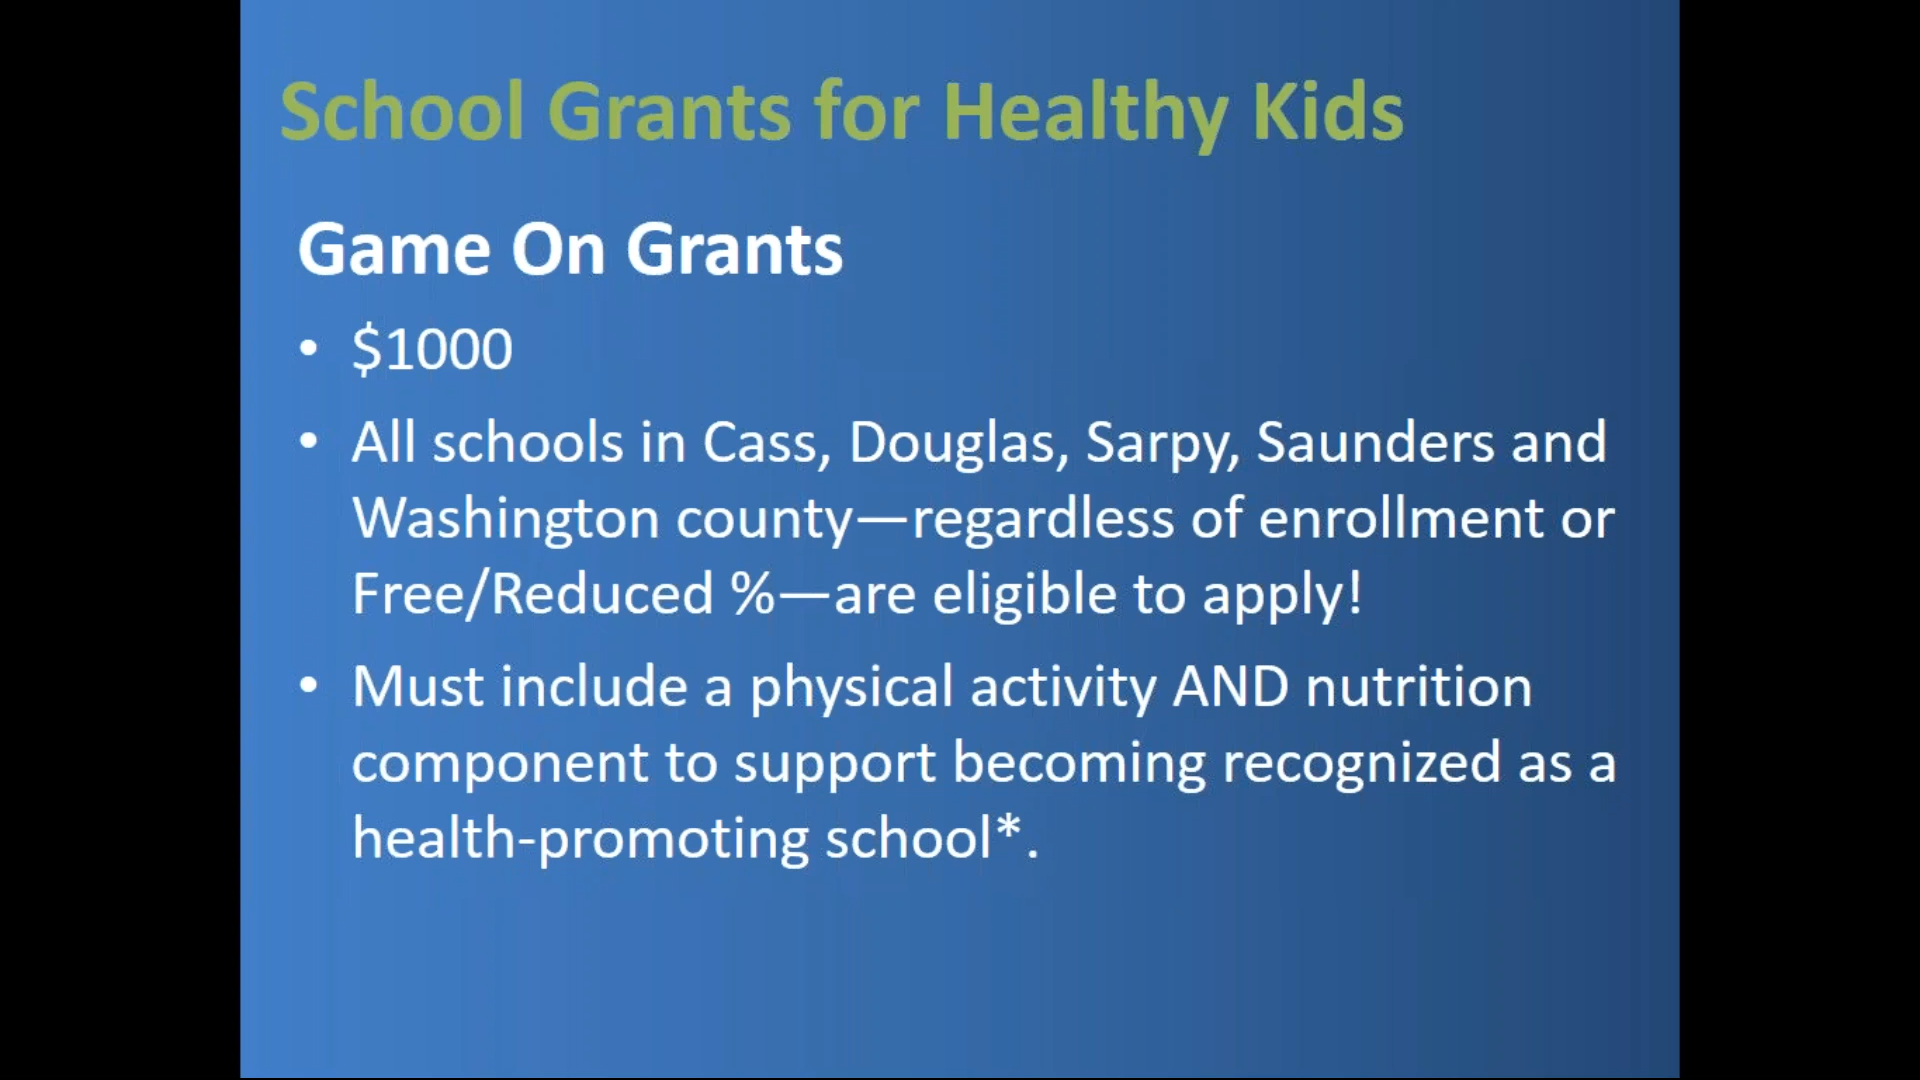 School Grants for Healthy Kids
Game On Grants
• $1000
• All schools in Cass, Douglas, Sarpy, Saunders and
Washington county—regardless of enrollment or
Free/Reduced %—are eligible to apply!
• Must include a physical activity AND nutrition
component to support becoming recognized as a
health-promoting school*.